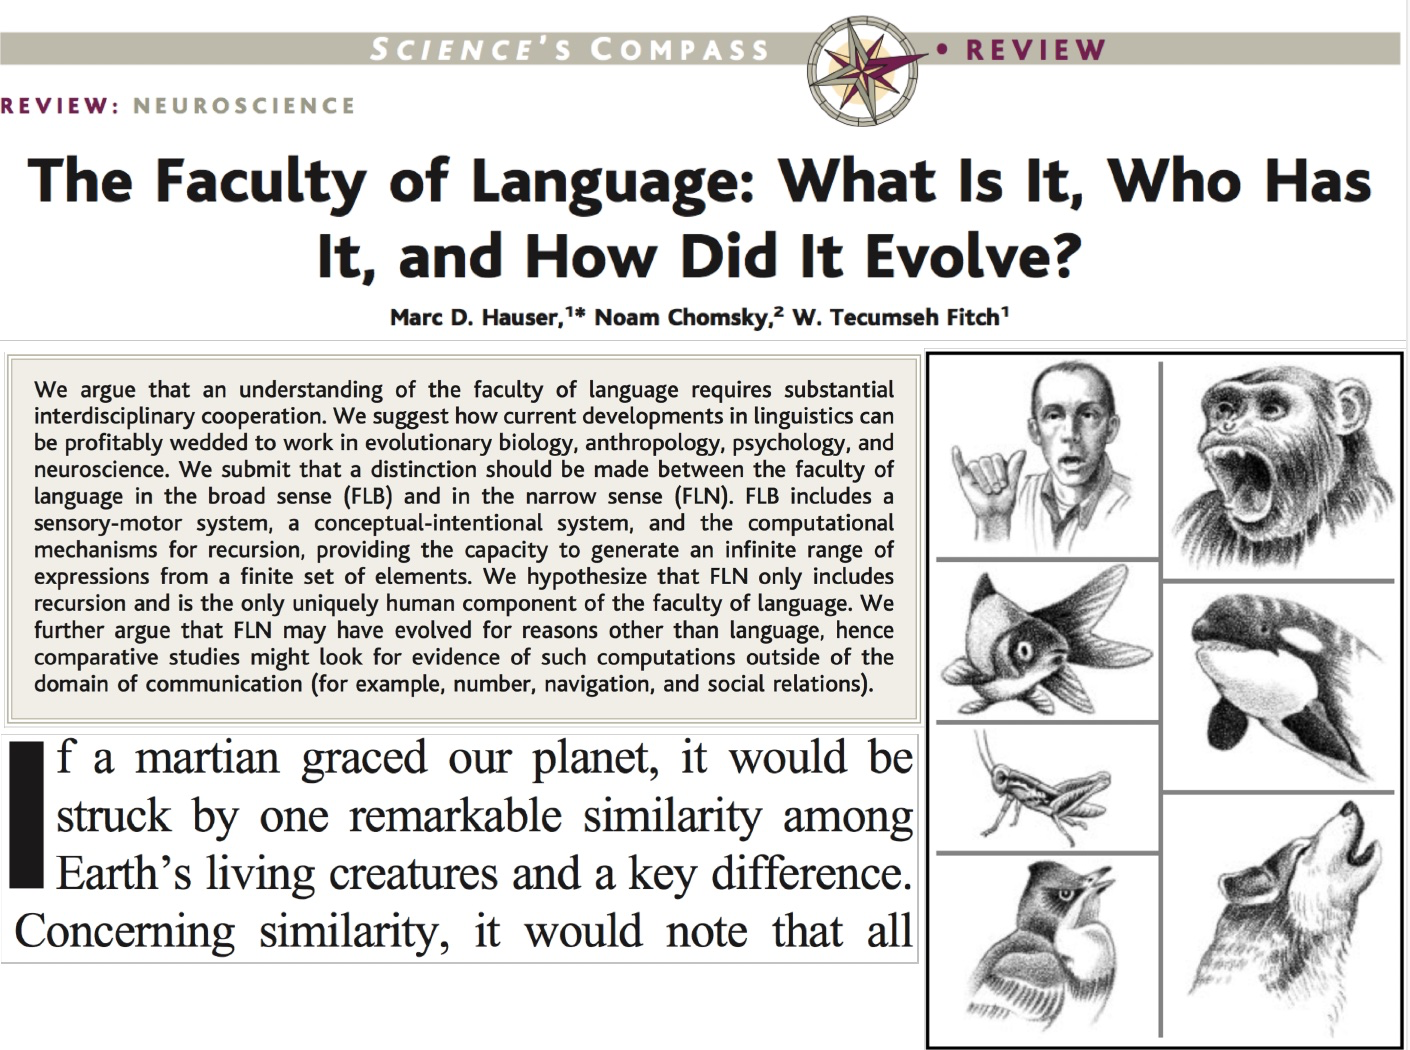 SCIENCE'S COMPASS • REVIEW
REVIEW: NEUROSCIENCE
The Faculty of Language: What Is It, Who Has
It, and How Did It Evolve?
Marc D. Hauser,1* Noam Chomsky,2 W. Tecumseh Fitch1
We argue that an understanding of the faculty of language requires substantial
interdisciplinary cooperation. We suggest how current developments in linguistics can
be profitably wedded to work in evolutionary biology, anthropology, psychology, and
neuroscience. We submit that a distinction should be made between the faculty of
language in the broad sense (FLB) and in the narrow sense (FLN). FLB includes a
sensory-motor system, a conceptual-intentional system, and the computational
mechanisms for recursion, providing the capacity to generate an infinite range of
expressions from a finite set of elements. We hypothesize that FLN only includes
recursion and is the only uniquely human component of the faculty of language. We
further argue that FLN may have evolved for reasons other than language, hence
comparative studies might look for evidence of such computations outside of the
domain of communication (for example, number, navigation, and social relations).
If a martian graced our planet, it would be
struck by one remarkable similarity among
Earth's living creatures and a key difference.
Concerning similarity, it would note that all